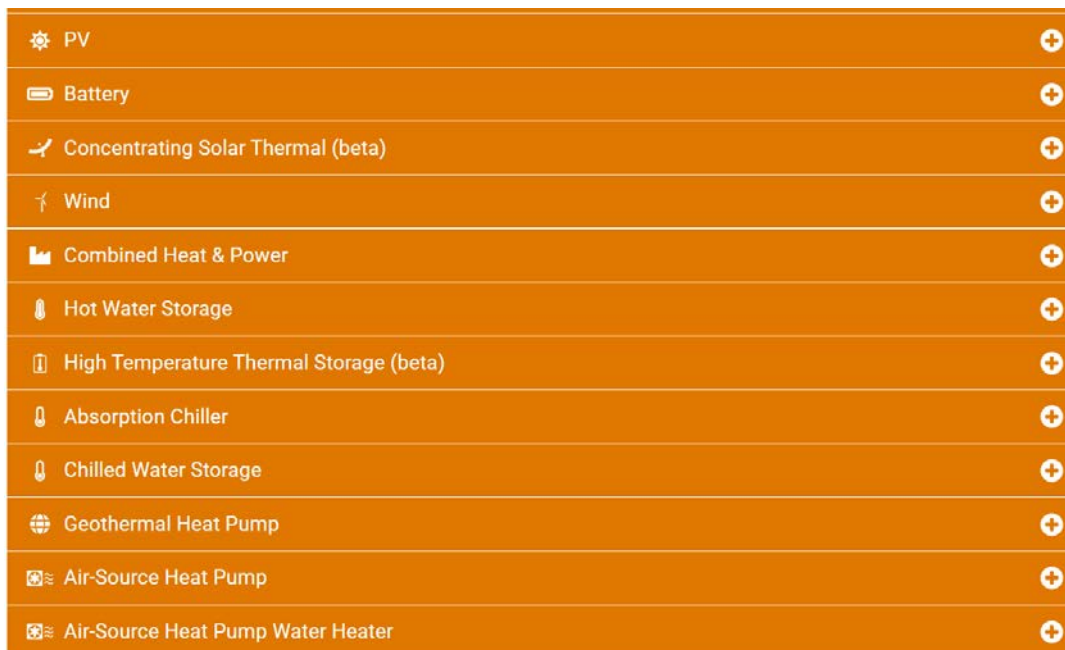 PV
Battery
Concentrating Solar Thermal (beta)
Wind
Combined Heat & Power
Hot Water Storage
High Temperature Thermal Storage (beta)
Absorption Chiller
Chilled Water Storage
Geothermal Heat Pump
Air-Source Heat Pump
Air-Source Heat Pump Water Heater